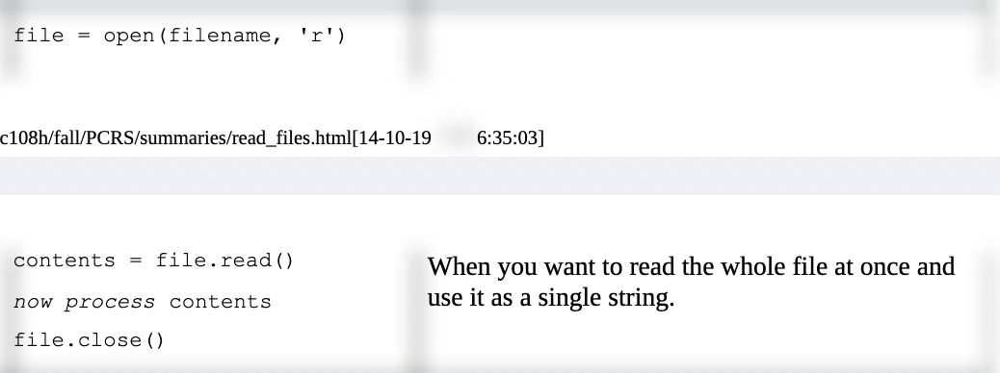 file = open(filename, 'r')
c108h/fall/PCRS/summaries/read_files.html[14-10-19 6:35:03]
contents = file.read()
When you want to read the whole file at once and
use it as a single string.
now process contents
file.close()